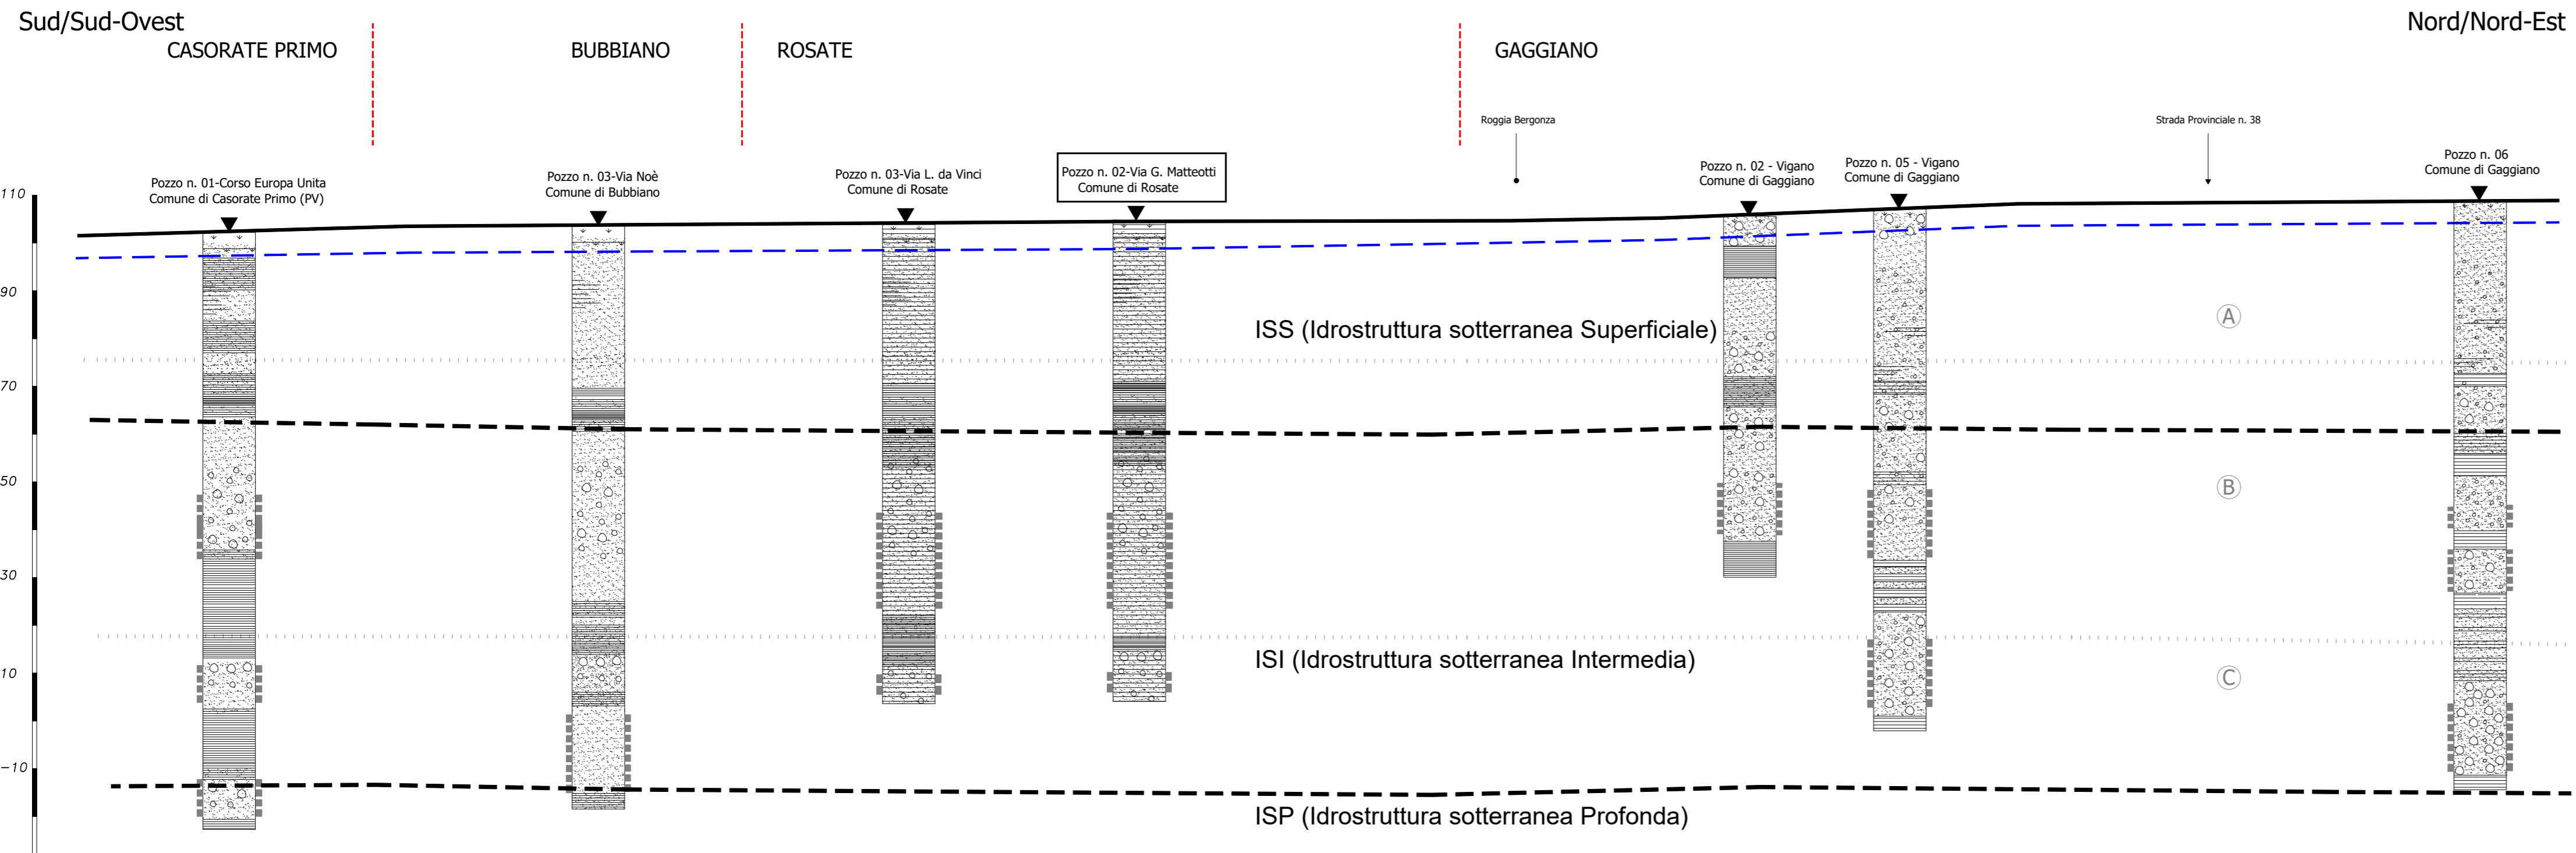 Sud/Sud-Ovest
Nord/Nord-Est
CASORATE PRIMO
BUBBIANO
ROSATE
GAGGIANO
Roggia Bergonza
Strada Provinciale n. 38
Pozzo n. 01-Corso Europa Unita
Comune di Casorate Primo (PV)
Pozzo n. 03-Via Noè
Comune di Bubbiano
Pozzo n. 03-Via L. da Vinci
Comune di Rosate
Pozzo n. 02-Via G. Matteotti
Comune di Rosate
Pozzo n. 02 - Vigano
Comune di Gaggiano
Pozzo n. 05 - Vigano
Comune di Gaggiano
Pozzo n. 06
Comune di Gaggiano
110
90
70
50
30
10
-10
ISS (Idrostruttura sotterranea Superficiale)
A
B
ISI (Idrostruttura sotterranea Intermedia)
C
ISP (Idrostruttura sotterranea Profonda)